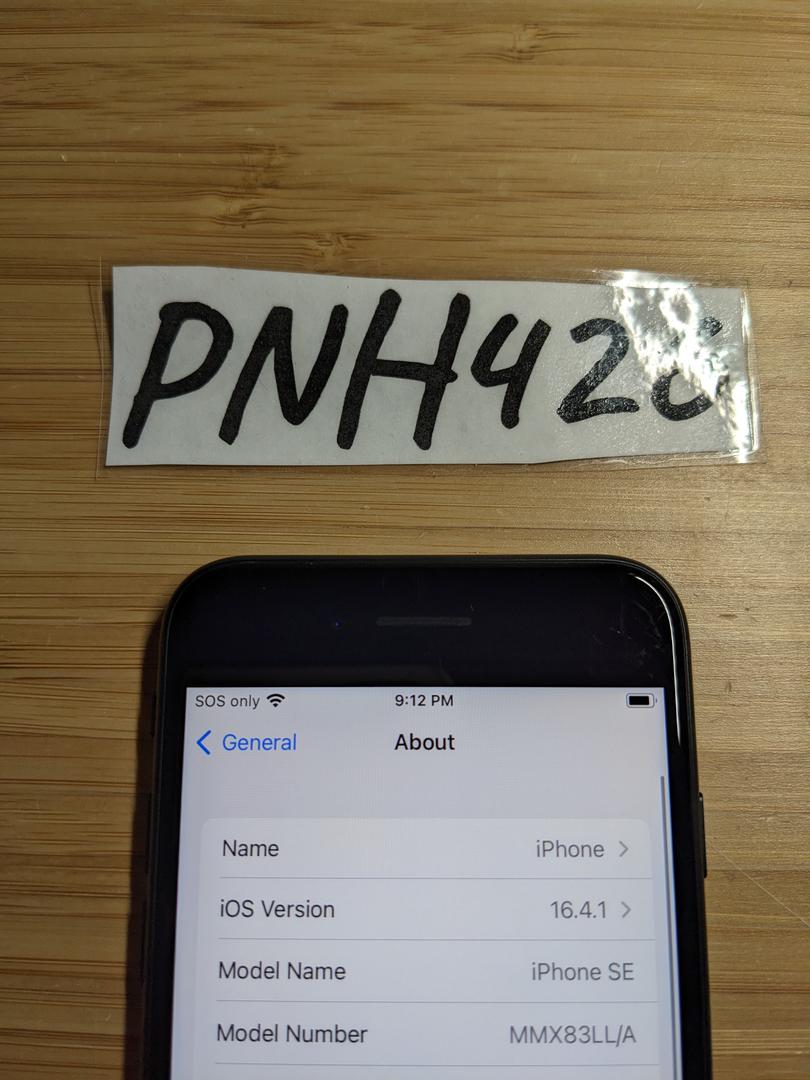 PNH428
SOS only 9:12 PM
General About
Name iPhone
iOS Version 16.4.1
Model Name iPhone SE
Model Number MMX83LL/A